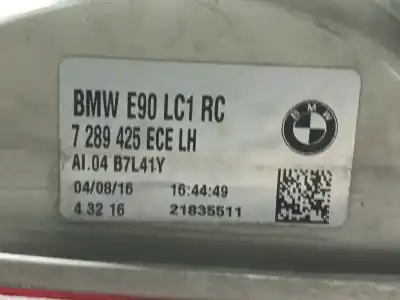 BMW E90 LC1 RC
BMW
7 289 425 ECE LH
AI.04 B7L41Y
04/08/16 16:44:49
4 32 16 21835511